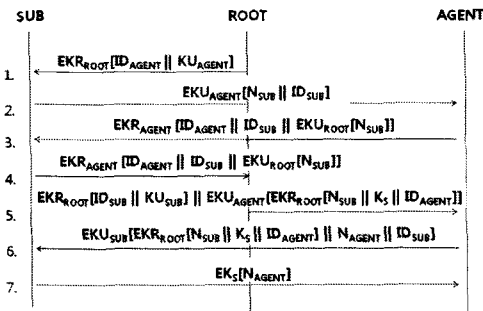 SUB ROOT AGENT
EKR_ROOT[ID_AGENT || KU_AGENT]
1.
EKU_AGENT[N_SUB || ID_SUB]
2.
EKR_AGENT[ID_AGENT || ID_SUB || EKU_ROOT[N_SUB]]
3.
EKR_AGENT[ID_AGENT || ID_SUB || EKU_ROOT[N_SUB]]
4.
EKR_ROOT[ID_SUB || KU_SUB] || EKU_AGENT[EKR_ROOT[N_SUB || K_S || ID_AGENT]]
5.
EKU_SUB[EKR_ROOT[N_SUB || K_S || ID_AGENT] || N_AGENT || ID_SUB]
6.
EK_S[N_AGENT]
7.